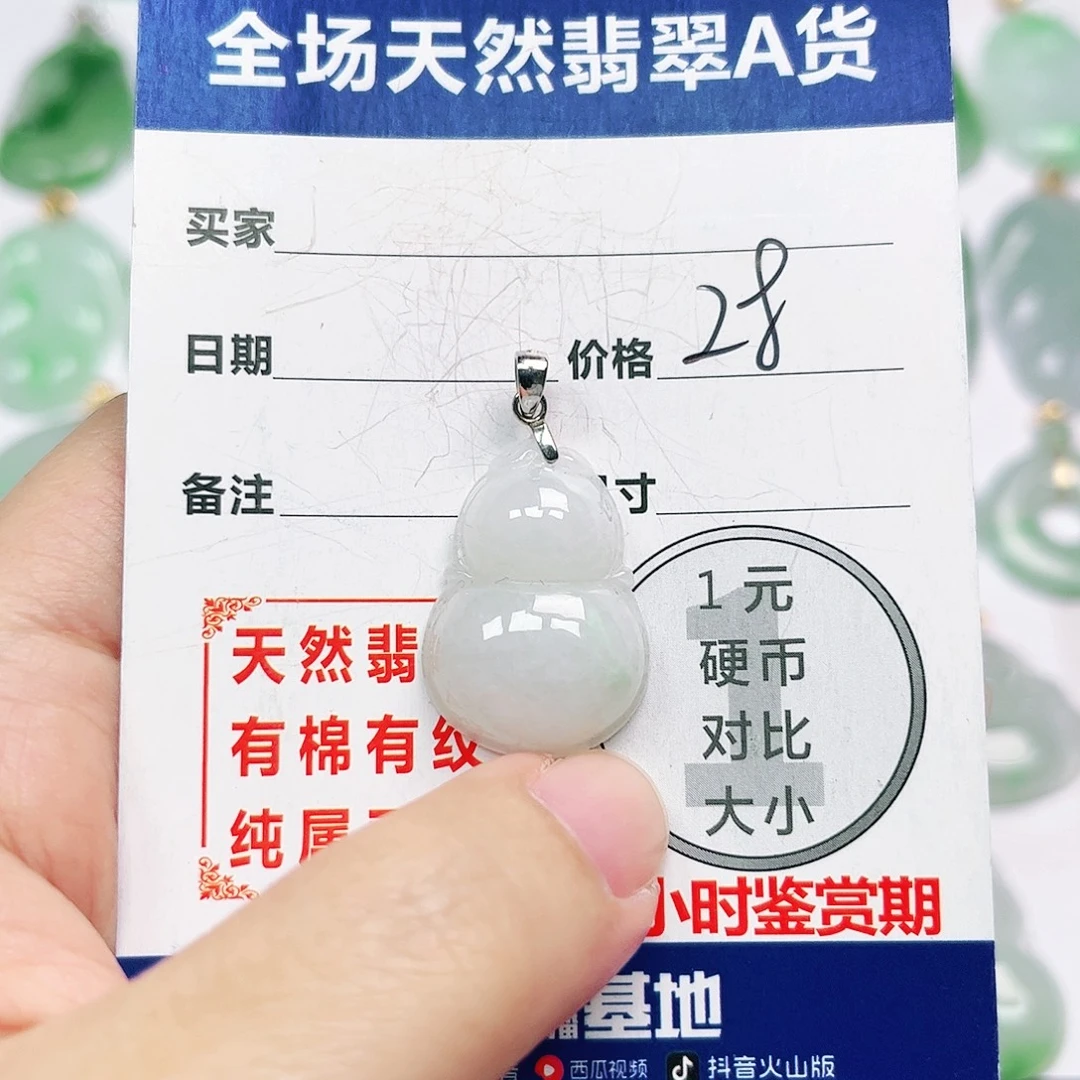 全场天然翡翠A货
买家
日期 价格 28
备注 寸
天然翡
有棉有纹
纯属
1元
硬币
对比
大小
小时鉴赏期
基地
西瓜视频 抖音火山版